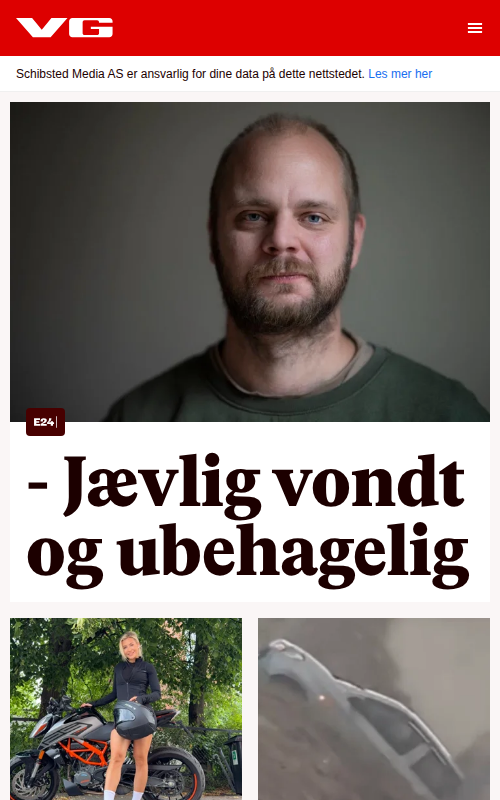 VG
Schibsted Media AS er ansvarlig for dine data på dette nettstedet. Les mer her
E24
- Jævlig vondt
og ubehagelig